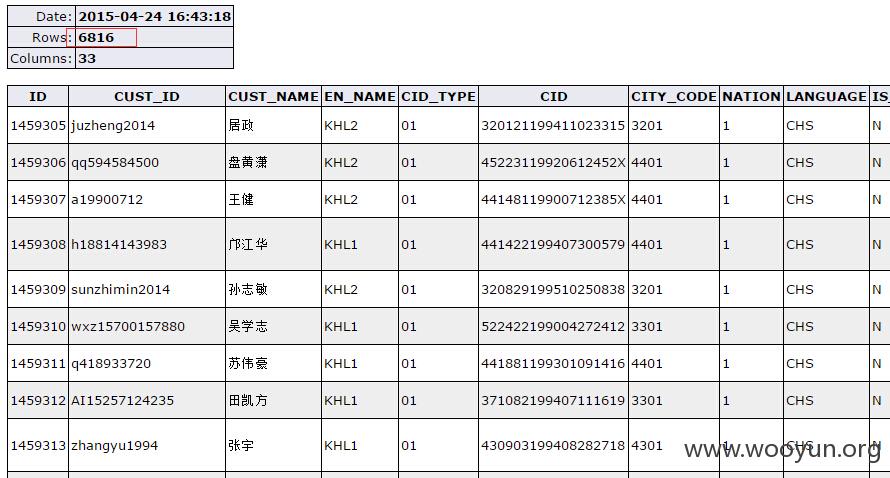 Date: 2015-04-24 16:43:18
Rows: 6816
Columns: 33
ID CUST_ID CUST_NAME EN_NAME CID_TYPE CID CITY_CODE NATION LANGUAGE IS_
1459305 juzheng2014 居政 KHL2 01 320121199411023315 3201 1 CHS N
1459306 qq594584500 盘黄潇 KHL2 01 45223119920612452X 4401 1 CHS N
1459307 a19900712 王健 KHL2 01 44148119900712385X 4401 1 CHS N
1459308 h18814143983 邝江华 KHL1 01 441422199407300579 4401 1 CHS N
1459309 sunzhimin2014 孙志敏 KHL2 01 320829199510250838 3201 1 CHS N
1459310 wxz15700157880 吴学志 KHL1 01 522422199004272412 3301 1 CHS N
1459311 q418933720 苏伟豪 KHL1 01 441881199301091416 4401 1 CHS N
1459312 AI15257124235 田凯方 KHL1 01 371082199407111619 3301 1 CHS N
1459313 zhangyu1994 张宇 KHL1 01 430903199408282718 4301 1 CHS N
www.wooyun.org